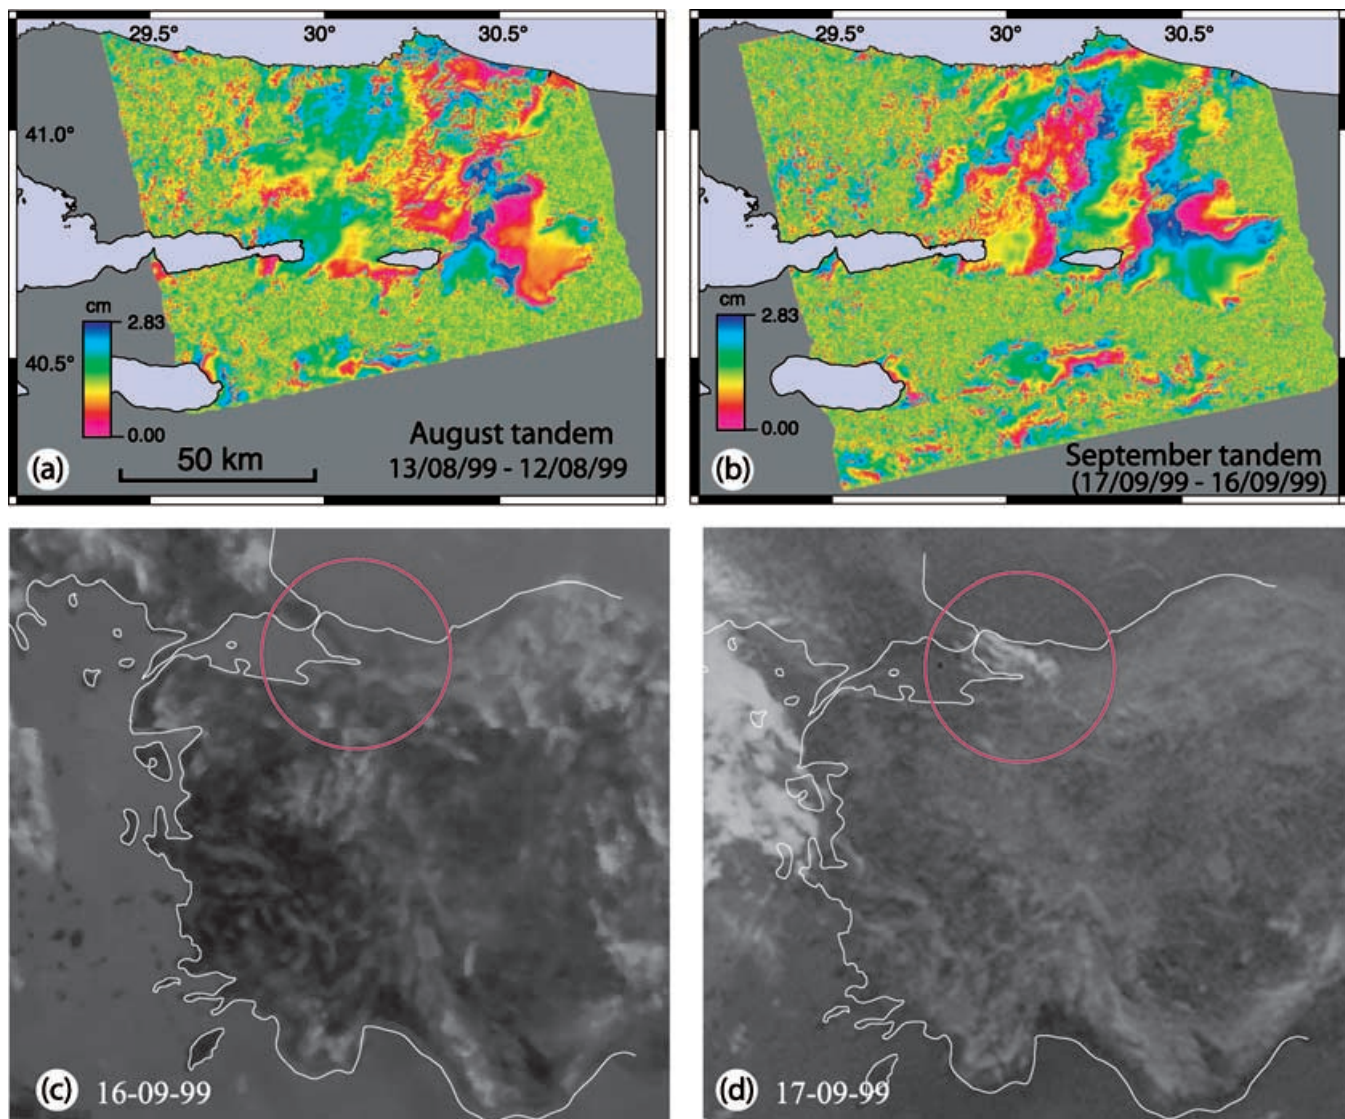 29.5° 30° 30.5°
41.0°
40.5°
cm
2.83
0.00
(a)
50 km
August tandem
13/08/99 - 12/08/99
29.5° 30° 30.5°
cm
2.83
0.00
(b)
September tandem
(17/09/99 - 16/09/99)
(c) 16-09-99
(d) 17-09-99